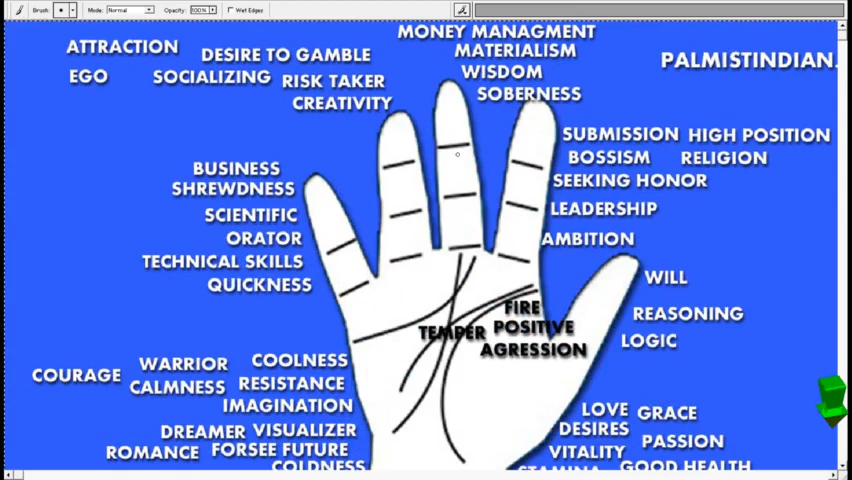 Brush:
Mode: Normal
Opacity: 100%
Wet Edges
MONEY MANAGMENT
ATTRACTION
DESIRE TO GAMBLE
MATERIALISM
PALMISTINDIAN.
EGO
SOCIALIZING
RISK TAKER
WISDOM
CREATIVITY
SOBERNESS
SUBMISSION
HIGH POSITION
BOSSISM
RELIGION
BUSINESS
SHREWDNESS
SEEKING HONOR
SCIENTIFIC
LEADERSHIP
ORATOR
AMBITION
TECHNICAL SKILLS
QUICKNESS
WILL
FIRE
REASONING
TEMPER
POSITIVE
LOGIC
AGRESSION
COURAGE
WARRIOR
COOLNESS
CALMNESS
RESISTANCE
IMAGINATION
LOVE
GRACE
DREAMER
VISUALIZER
DESIRES
PASSION
ROMANCE
FORSEE FUTURE
VITALITY
COLDNESS
STAMINA
GOOD HEALTH